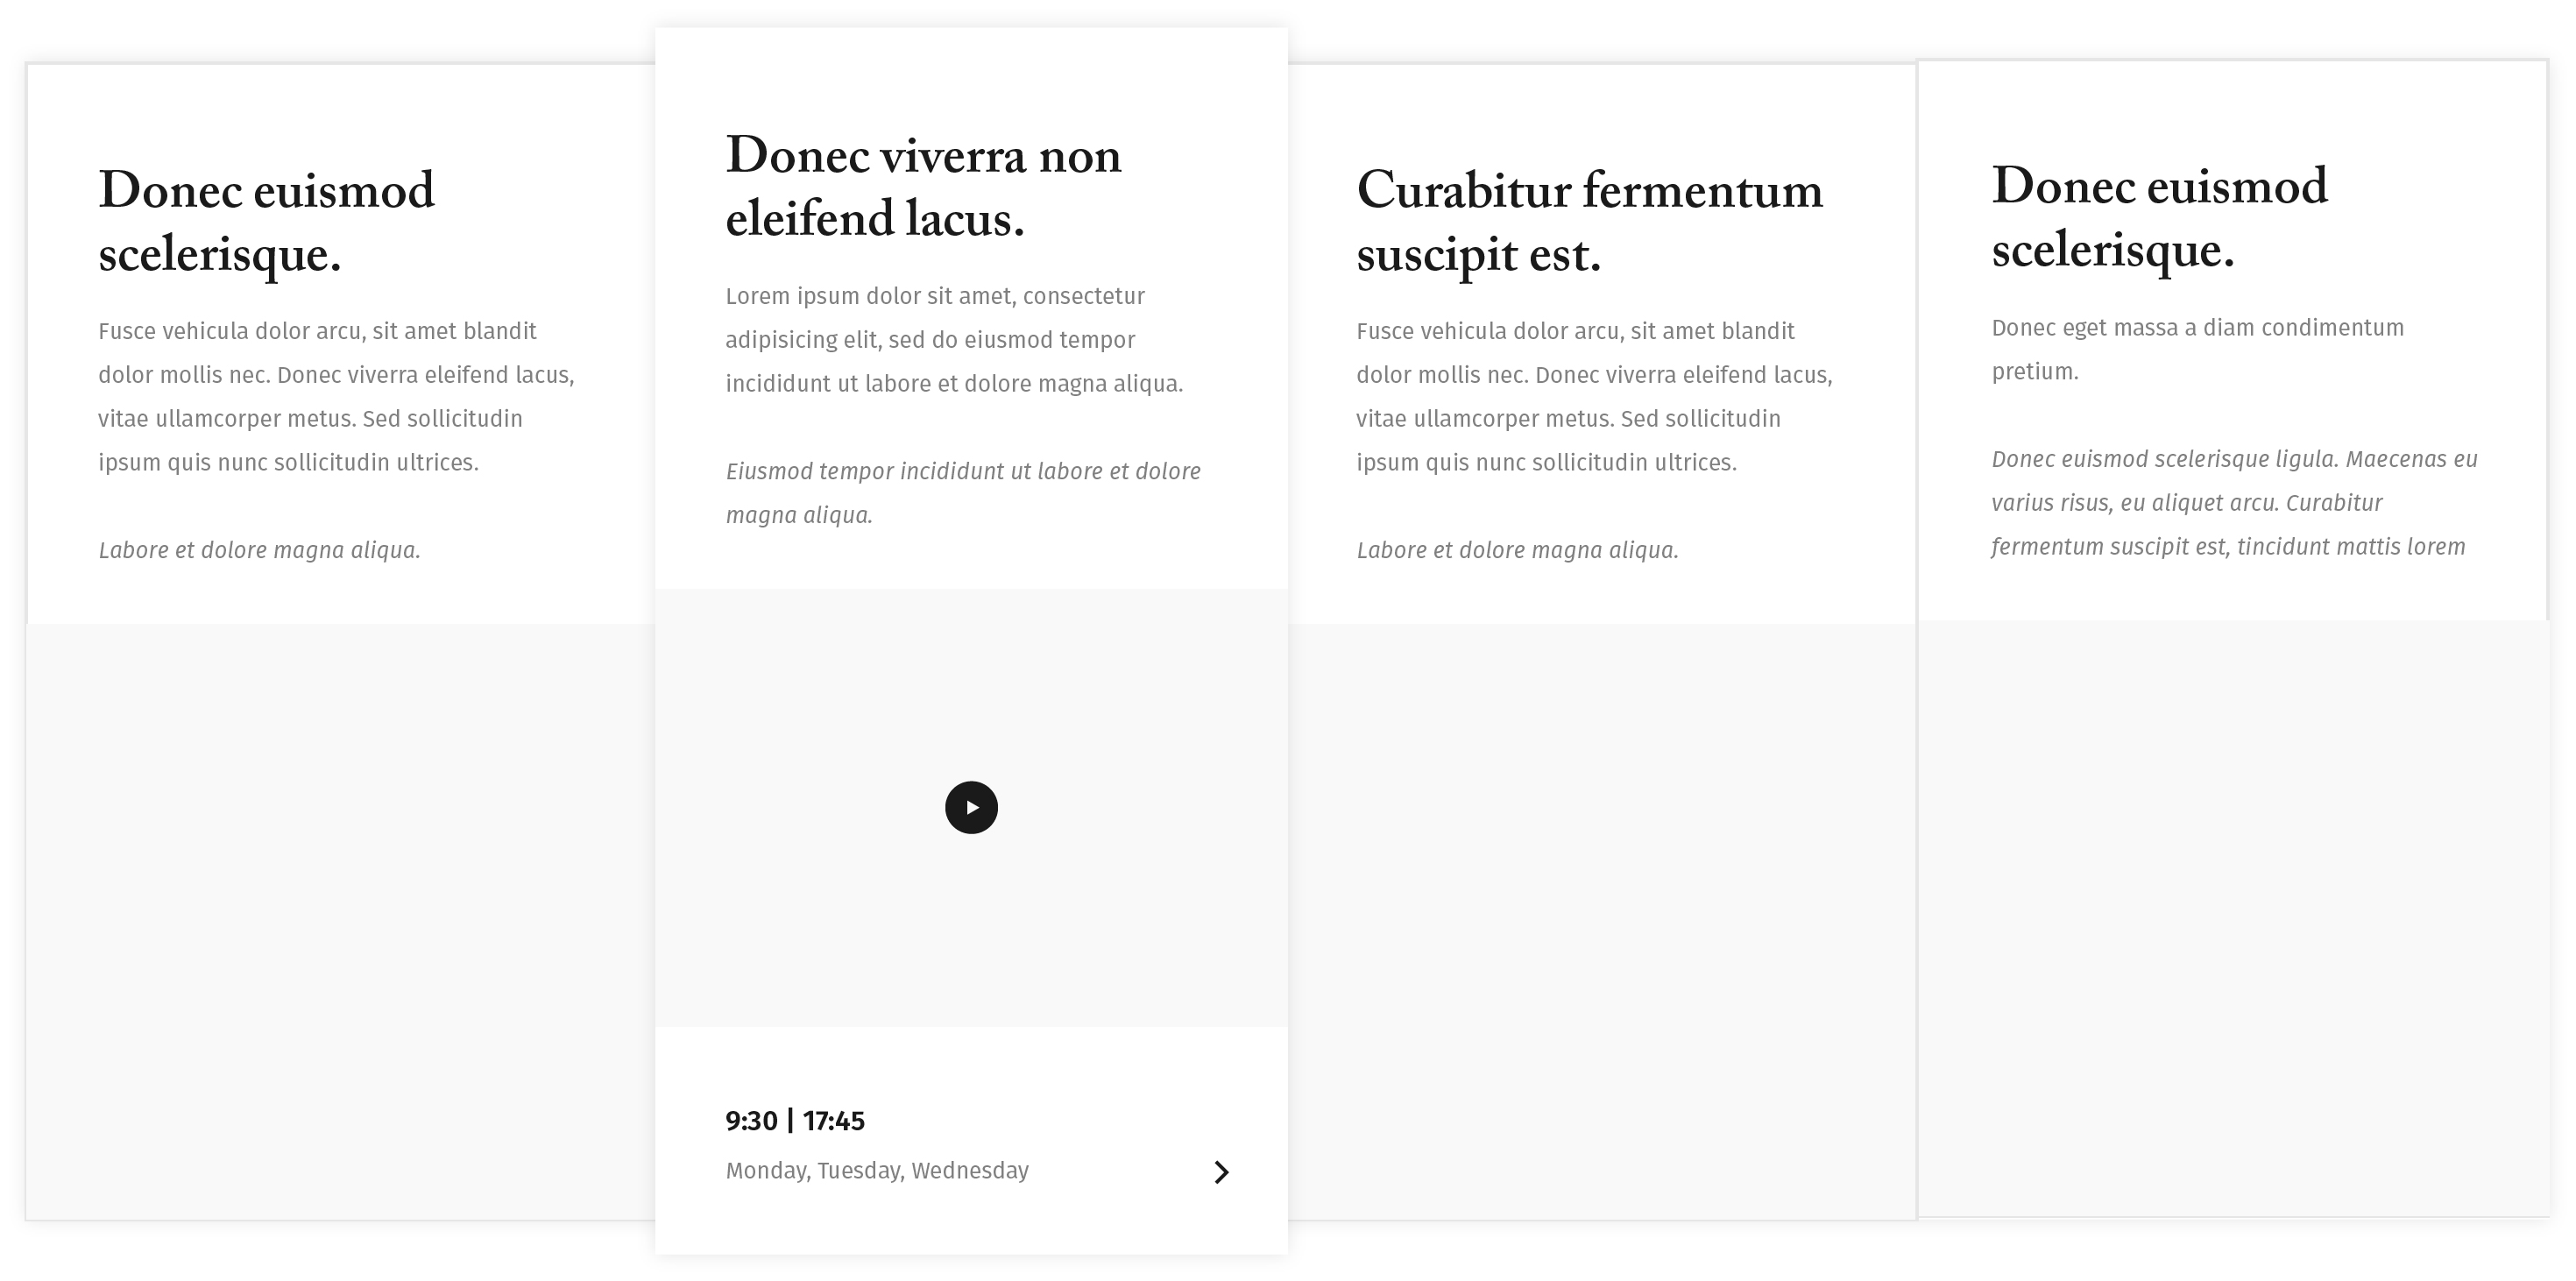 Donec euismod
scelerisque.
Fusce vehicula dolor arcu, sit amet blandit
dolor mollis nec. Donec viverra eleifend lacus,
vitae ullamcorper metus. Sed sollicitudin
ipsum quis nunc sollicitudin ultrices.
Labore et dolore magna aliqua.
Donec viverra non
eleifend lacus.
Lorem ipsum dolor sit amet, consectetur
adipisicing elit, sed do eiusmod tempor
incididunt ut labore et dolore magna aliqua.
Eiusmod tempor incididunt ut labore et dolore
magna aliqua.
9:30 | 17:45
Monday, Tuesday, Wednesday
Curabitur fermentum
suscipit est.
Fusce vehicula dolor arcu, sit amet blandit
dolor mollis nec. Donec viverra eleifend lacus,
vitae ullamcorper metus. Sed sollicitudin
ipsum quis nunc sollicitudin ultrices.
Labore et dolore magna aliqua.
Donec euismod
scelerisque.
Donec eget massa a diam condimentum
pretium.
Donec euismod scelerisque ligula. Maecenas eu
varius risus, eu aliquet arcu. Curabitur
fermentum suscipit est, tincidunt mattis lorem